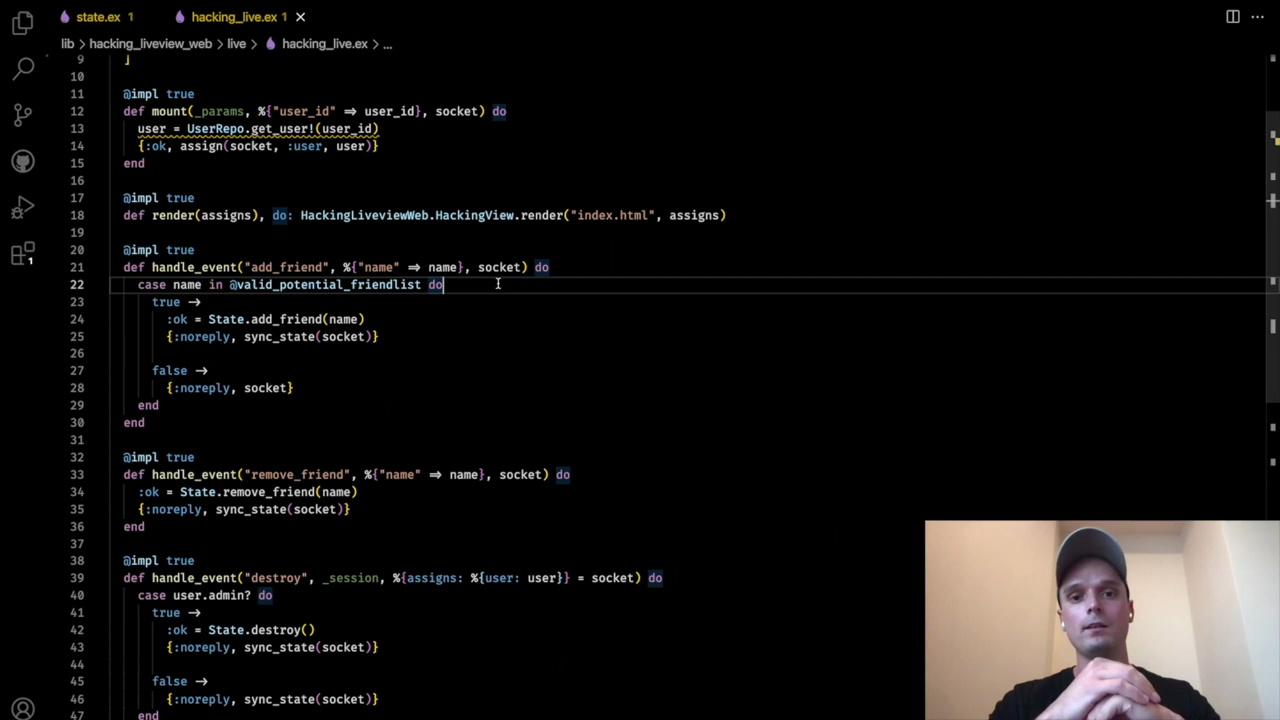 state.ex 1 hacking_live.ex 1
lib > hacking_liveview_web > live > hacking_live.ex > ...
9 ]
10
11 @impl true
12 def mount(_params, %{"user_id" => user_id}, socket) do
13 user = UserRepo.get_user!(user_id)
14 {:ok, assign(socket, :user, user)}
15 end
16
17 @impl true
18 def render(assigns), do: HackingLiveviewWeb.HackingView.render("index.html", assigns)
19
20 @impl true
21 def handle_event("add_friend", %{"name" => name}, socket) do
22 case name in @valid_potential_friendlist do
23 true ->
24 :ok = State.add_friend(name)
25 {:noreply, sync_state(socket)}
26
27 false ->
28 {:noreply, socket}
29 end
30 end
31
32 @impl true
33 def handle_event("remove_friend", %{"name" => name}, socket) do
34 :ok = State.remove_friend(name)
35 {:noreply, sync_state(socket)}
36 end
37
38 @impl true
39 def handle_event("destroy", _session, %{assigns: %{user: user}} = socket) do
40 case user.admin? do
41 true ->
42 :ok = State.destroy()
43 {:noreply, sync_state(socket)}
44
45 false ->
46 {:noreply, sync_state(socket)}
47 end
1